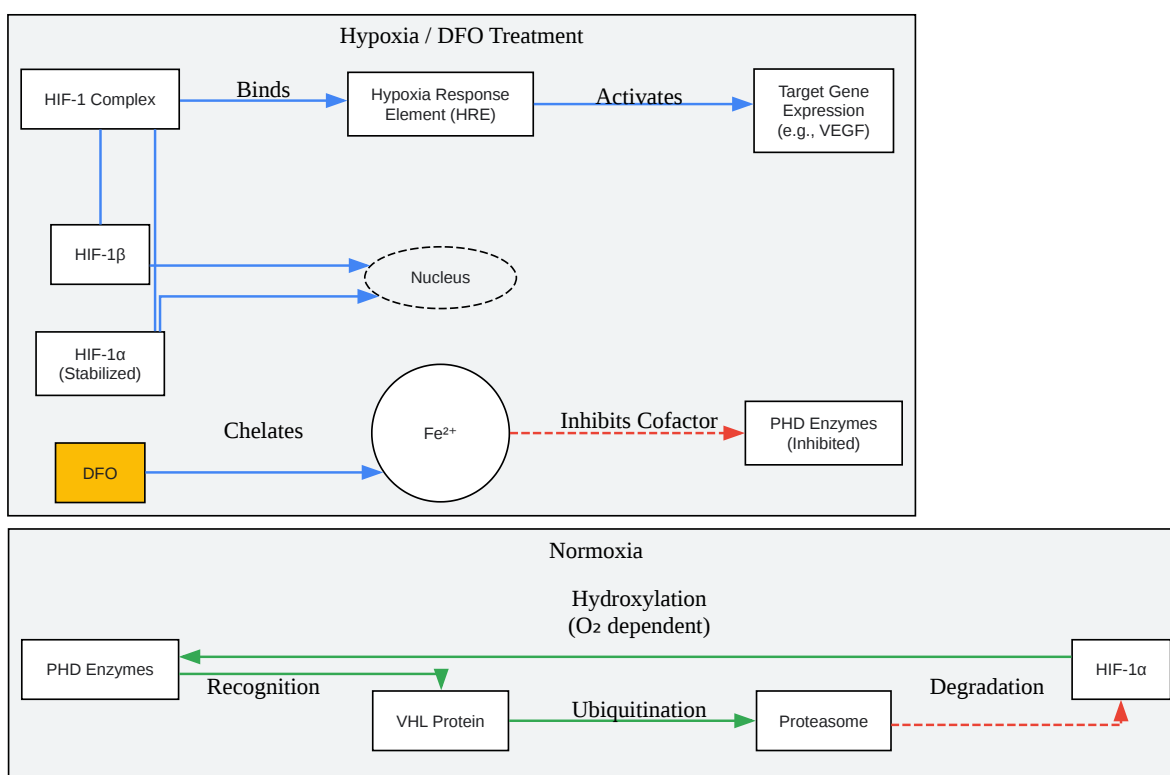 Hypoxia / DFO Treatment
HIF-1 Complex
Binds
Hypoxia Response
Element (HRE)
Activates
Target Gene
Expression
(e.g., VEGF)
HIF-1β
Nucleus
HIF-1α
(Stabilized)
Chelates
Fe²⁺
Inhibits Cofactor
PHD Enzymes
(Inhibited)
DFO
Normoxia
Hydroxylation
(O₂ dependent)
PHD Enzymes
Recognition
VHL Protein
Ubiquitination
Proteasome
Degradation
HIF-1α